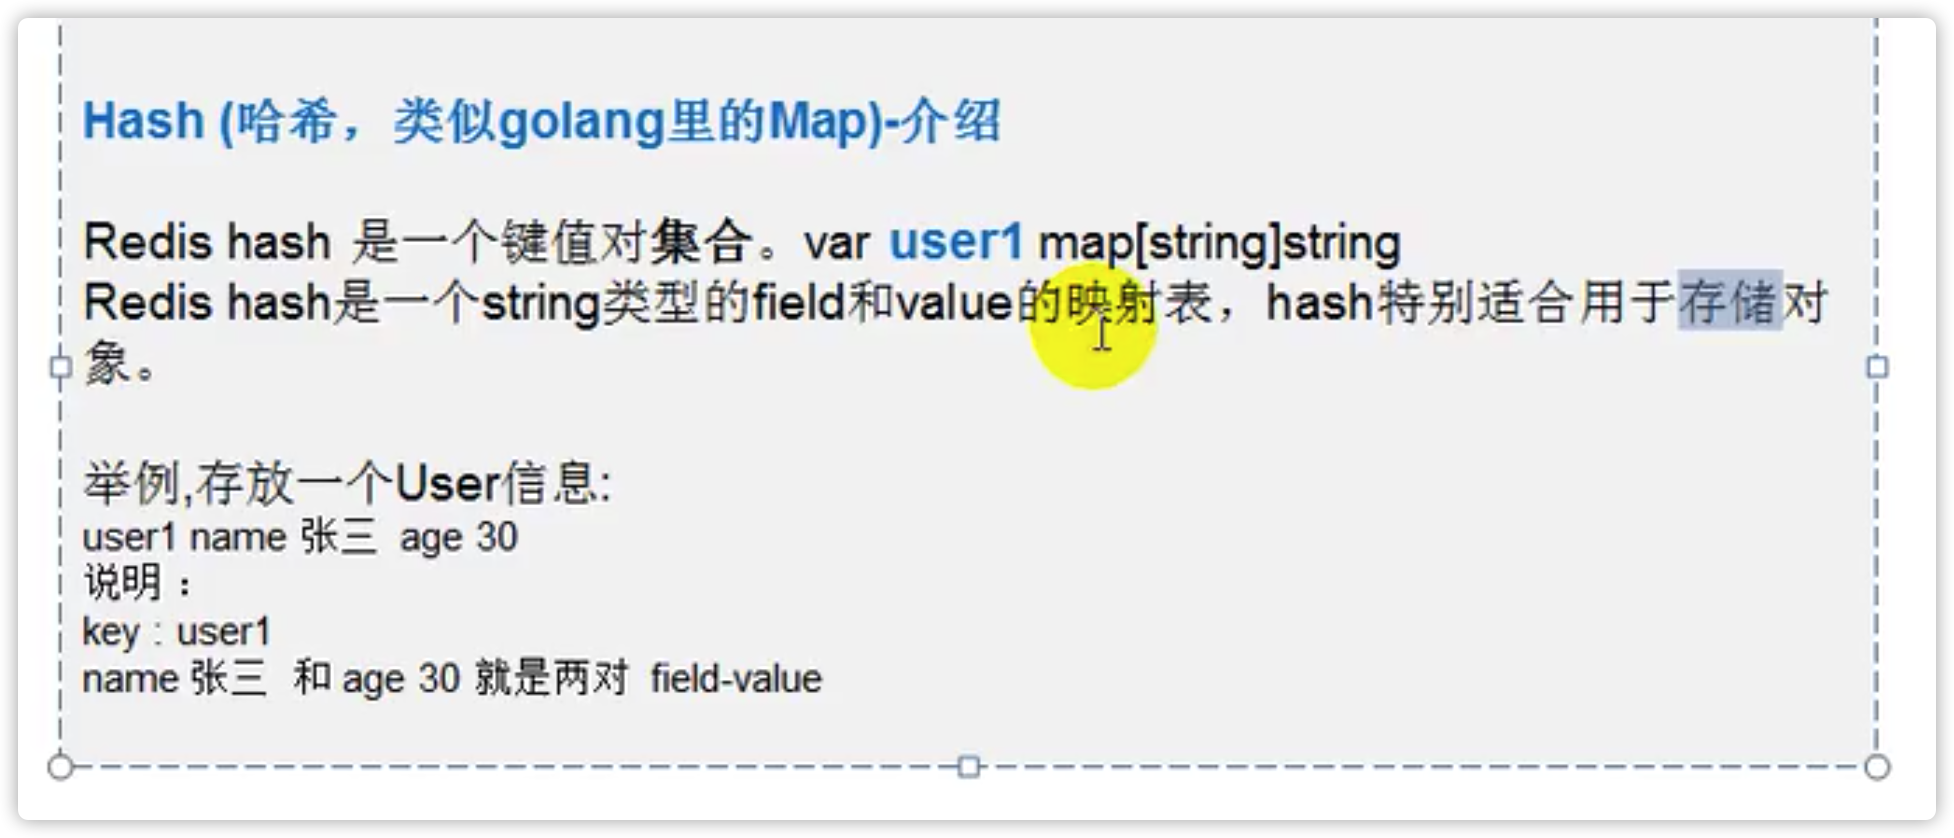 Hash (哈希，类似golang里的Map)-介绍
Redis hash 是一个键值对集合。var user1 map[string]string
Redis hash是一个string类型的field和value的映射表，hash特别适合用于存储对
象。
举例,存放一个User信息:
user1 name 张三 age 30
说明：
key : user1
name 张三 和 age 30 就是两对 field-value